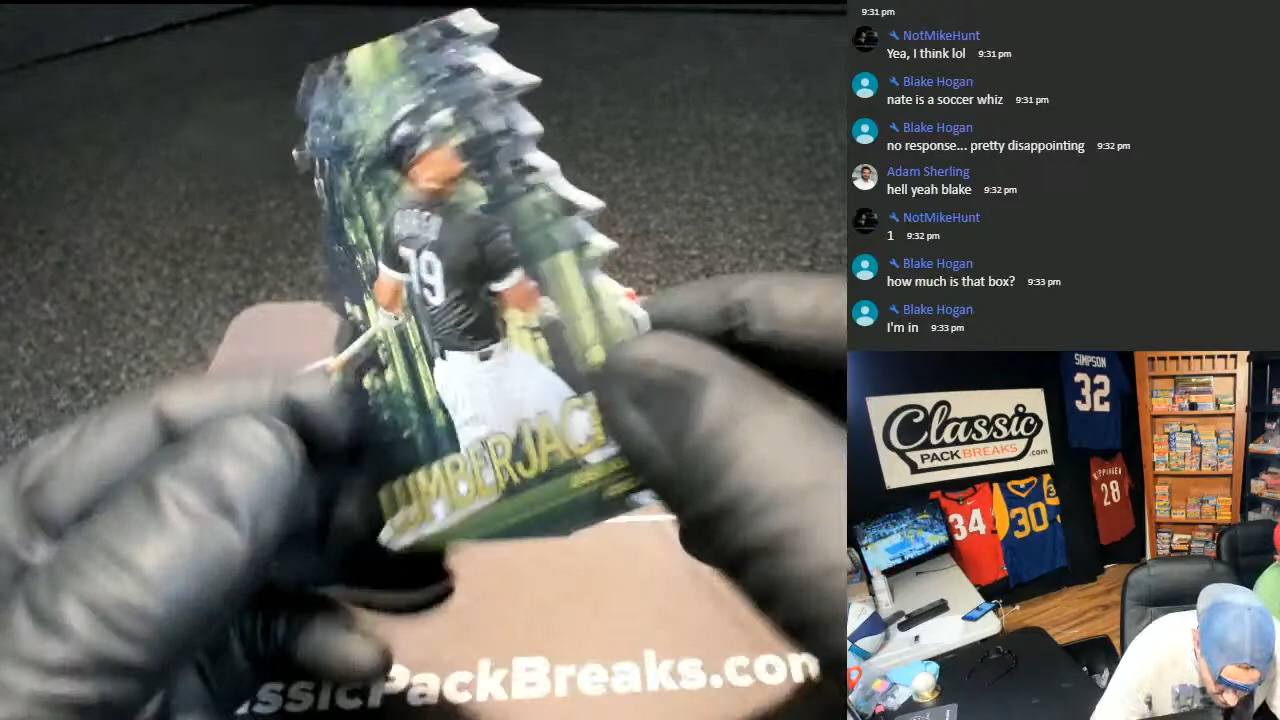 9:31 pm
NotMikeHunt
Yea, I think lol 9:31 pm
Blake Hogan
nate is a soccer whiz 9:31 pm
Blake Hogan
no response... pretty disappointing 9:32 pm
Adam Sherling
hell yeah blake 9:32 pm
NotMikeHunt
1 9:32 pm
Blake Hogan
how much is that box? 9:33 pm
Blake Hogan
I'm in 9:33 pm
79
LUMBERJAC
assicPackBreaks.com
SIMPSON
32
Classic
PACK BREAKS .com
34
30
28